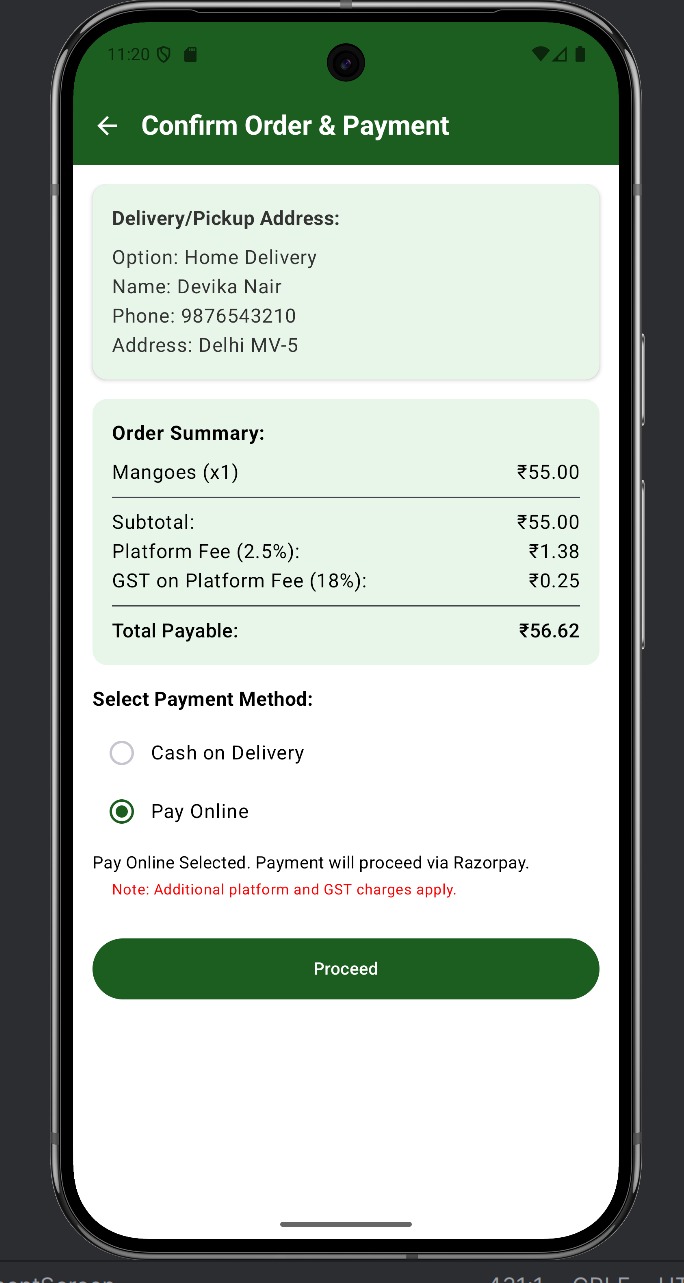 11:20
Confirm Order & Payment
Delivery/Pickup Address:
Option: Home Delivery
Name: Devika Nair
Phone: 9876543210
Address: Delhi MV-5
Order Summary:
Mangoes (x1) ₹55.00
Subtotal: ₹55.00
Platform Fee (2.5%): ₹1.38
GST on Platform Fee (18%): ₹0.25
Total Payable: ₹56.62
Select Payment Method:
Cash on Delivery
Pay Online
Pay Online Selected. Payment will proceed via Razorpay.
Note: Additional platform and GST charges apply.
Proceed